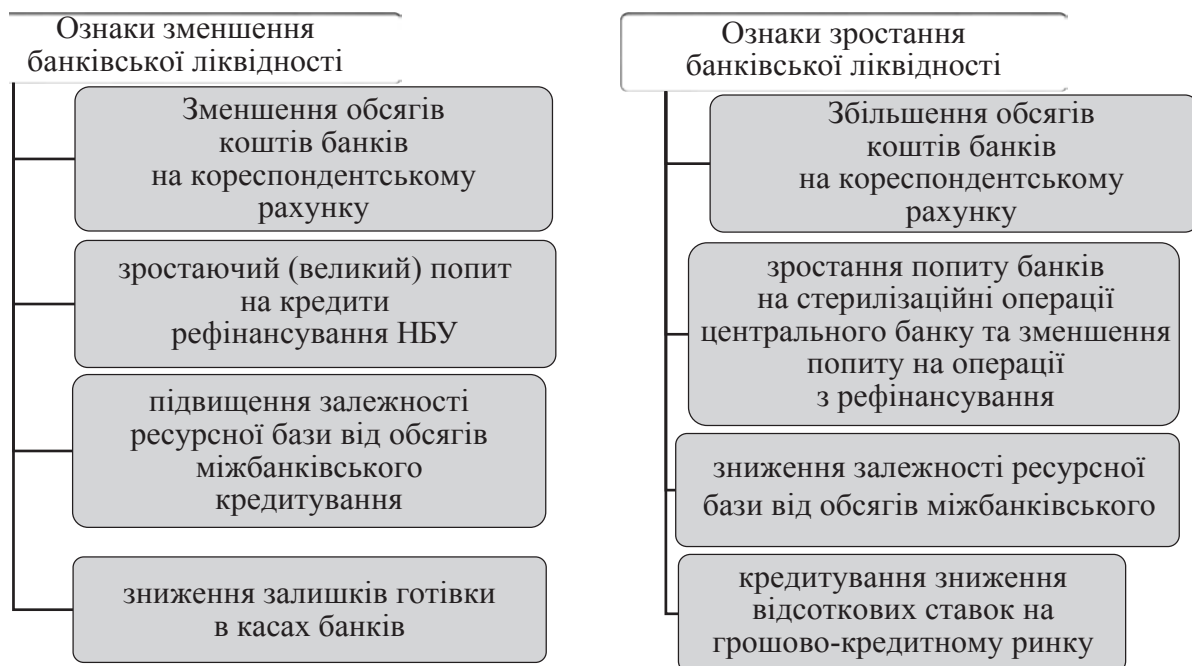 Ознаки зменшення
банківської ліквідності
Зменшення обсягів
коштів банків
на кореспондентському
рахунку
зростаючий (великий) попит
на кредити
рефінансування НБУ
підвищення залежності
ресурсної бази від обсягів
міжбанківського
кредитування
зниження залишків готівки
в касах банків
Ознаки зростання
банківської ліквідності
Збільшення обсягів
коштів банків
на кореспондентському
рахунку
зростання попиту банків
на стерилізаційні операції
центрального банку та зменшення
попиту на операції
з рефінансування
зниження залежності ресурсної
бази від обсягів міжбанківського
кредитування зниження
відсоткових ставок на
грошово-кредитному ринку